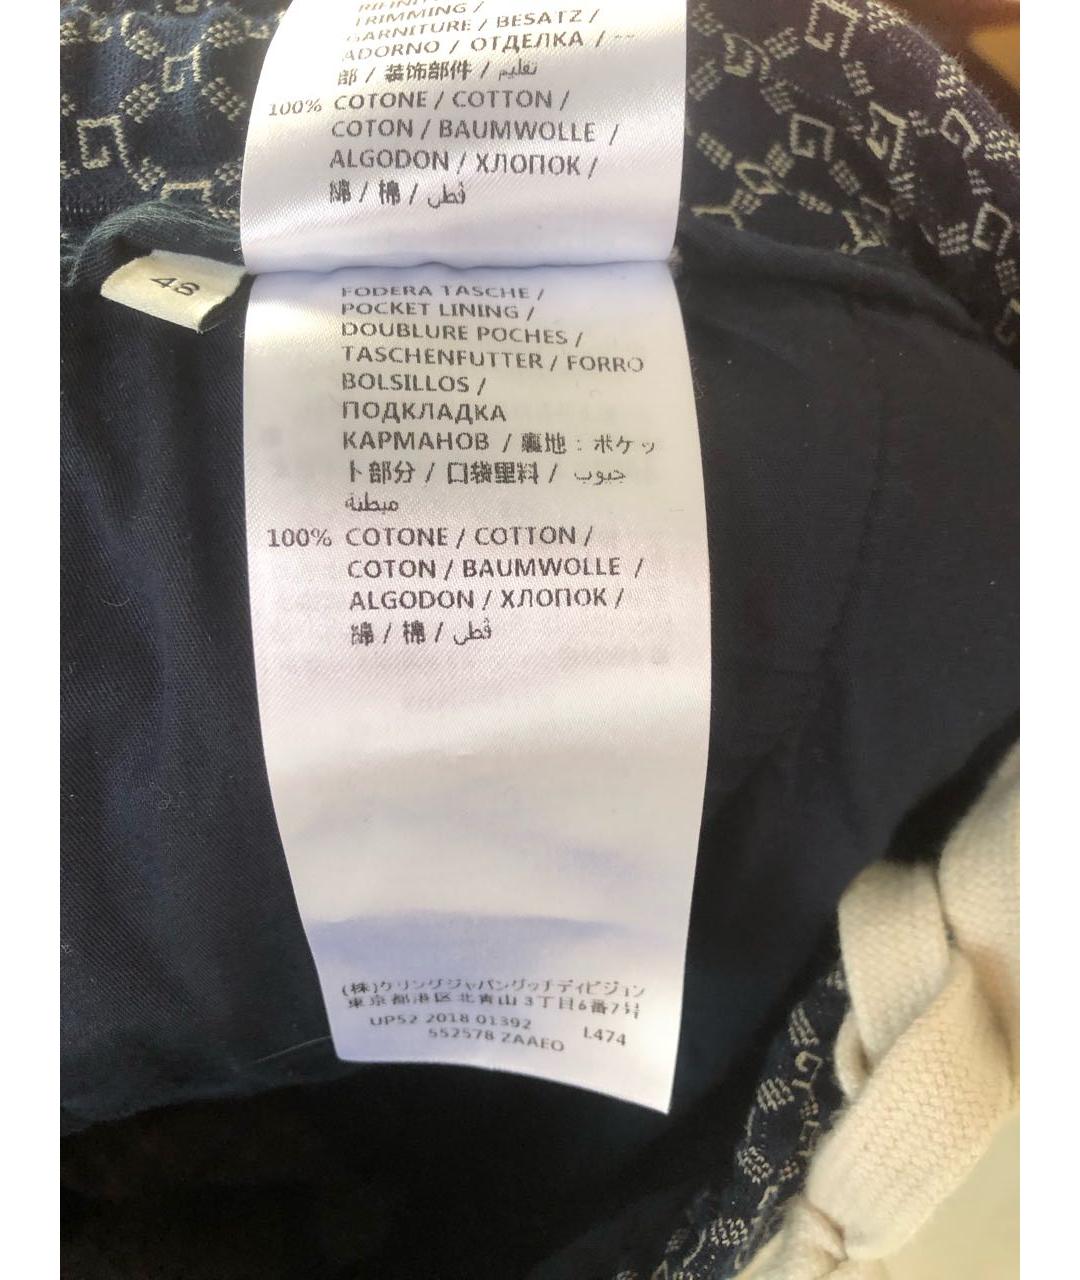 TRIMMING /
GARNITURE / BESATZ /
ADORNO / ОТДЕЛКА /
部 / 装饰部件 / تقليم
100% COTONE / COTTON /
COTON / BAUMWOLLE /
ALGODON / ХЛОПОК /
綿 / 棉 / قطن
48
FODERA TASCHE /
POCKET LINING /
DOUBLURE POCHES /
TASCHENFUTTER / FORRO
BOLSILLOS /
ПОДКЛАДКА
КАРМАНОВ / 裏地：ポケッ
ト部分 / 口袋里料 / جيوب
مبطنة
100% COTONE / COTTON /
COTON / BAUMWOLLE /
ALGODON / ХЛОПОК /
綿 / 棉 / قطن
(株)ケリングジャパングッチディビジョン
東京都港区北青山3丁目6番7号
UP52 2018 01392 L474
552578 ZAAEO